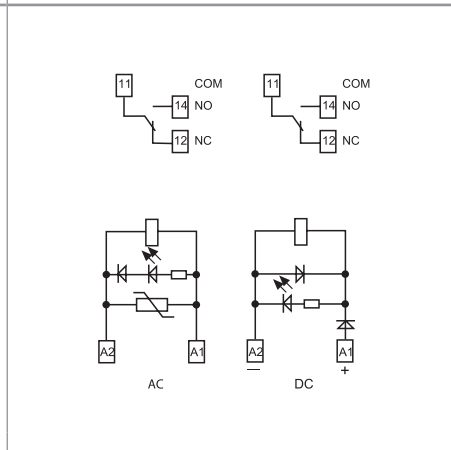 11 COM 11 COM
14 NO 14 NO
12 NC 12 NC
A2 A1 A2 A1
— +
AC DC